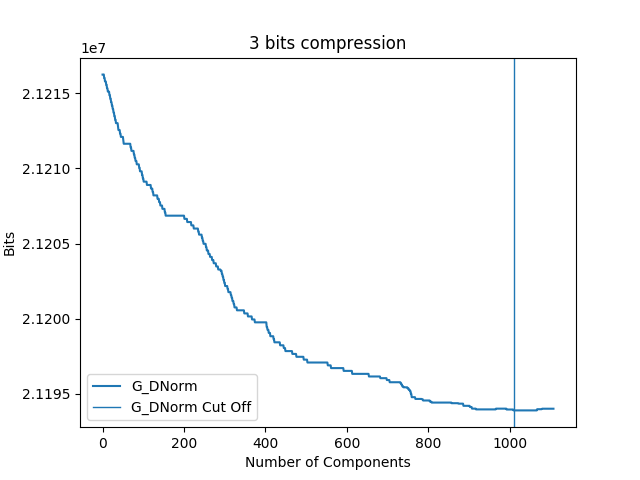 3 bits compression
1e7
2.1215
2.1210
2.1205
2.1200
2.1195
Bits
0
200
400
600
800
1000
Number of Components
G_DNorm
G_DNorm Cut Off